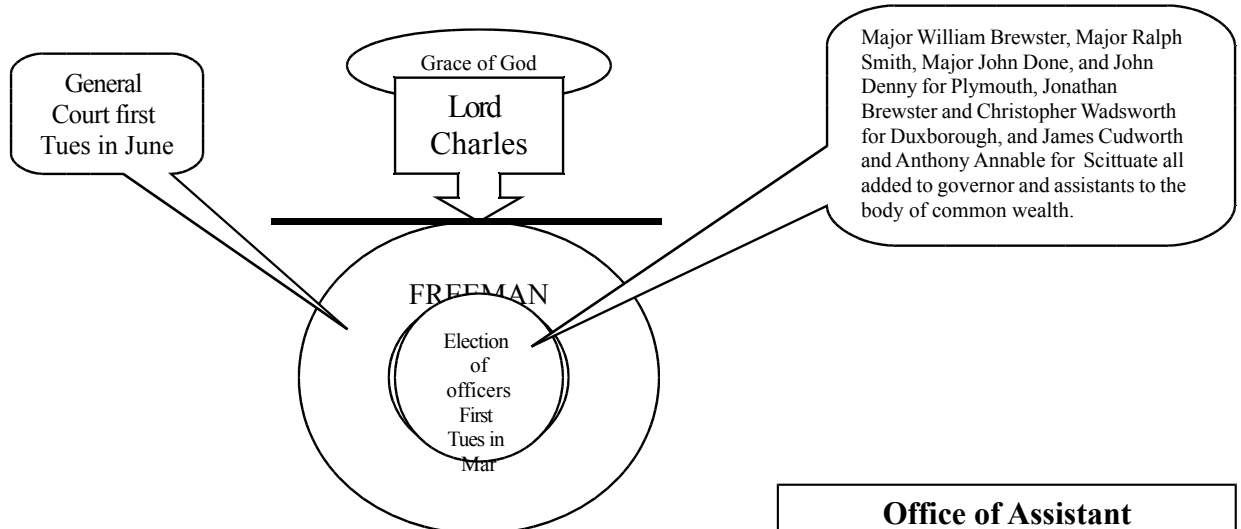 General
Court first
Tues in June
Grace of God
Lord
Charles
Major William Brewster, Major Ralph
Smith, Major John Done, and John
Denny for Plymouth, Jonathan
Brewster and Christopher Wadsworth
for Duxborough, and James Cudworth
and Anthony Annable for Scittuate all
added to governor and assistants to the
body of common wealth.
FREEMAN
Election
of
officers
First
Tues in
Mar
Office of Assistant